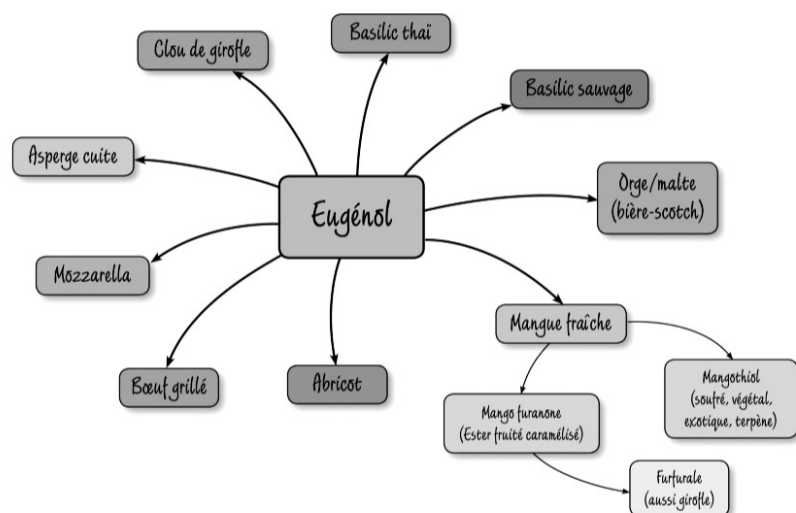 Basilic thaï
Clou de girofle
Basilic sauvage
Asperge cuite
Orge/malte
(bière-scotch)
Eugénol
Mozzarella
Mangue fraîche
Bœuf grillé
Abricot
Mangothiol
(soufré, végétal,
exotique, terpène)
Mango furanone
(Ester fruité caramélisé)
Furfurale
(aussi girofle)